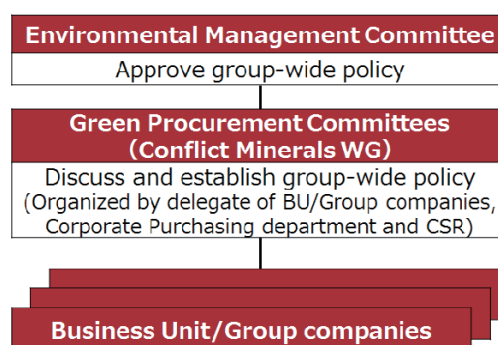 Environmental Management Committee
Approve group-wide policy
Green Procurement Committees
(Conflict Minerals WG)
Discuss and establish group-wide policy
(Organized by delegate of BU/Group companies,
Corporate Purchasing department and CSR)
Business Unit/Group companies